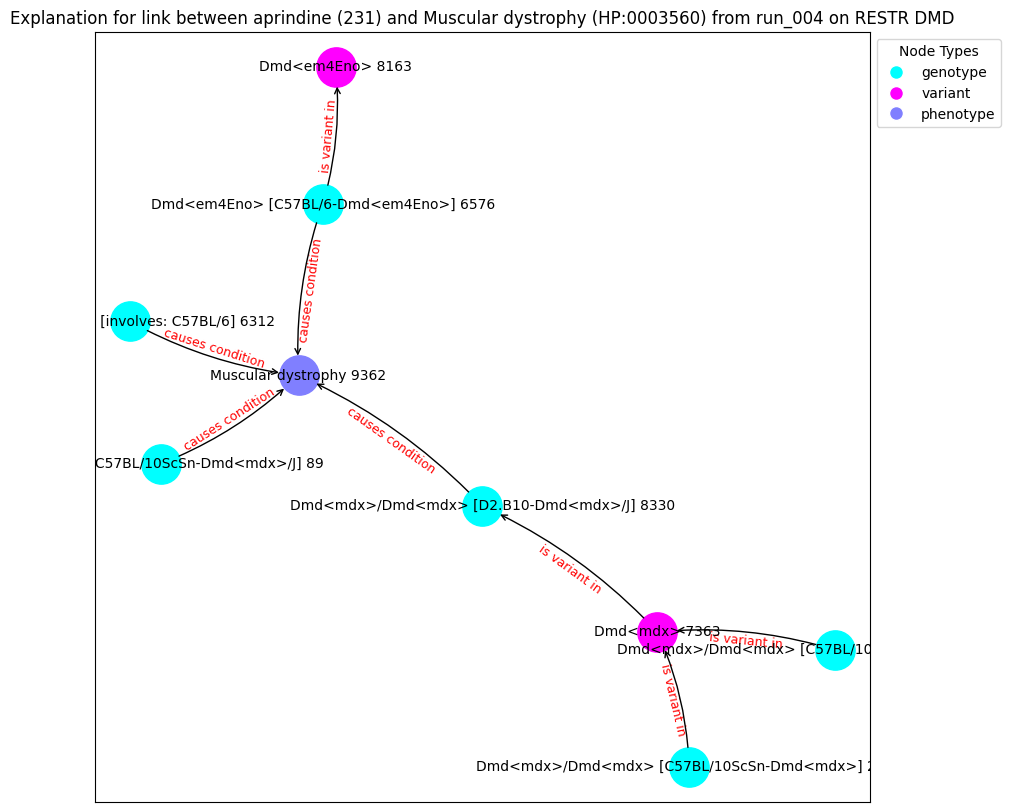 Explanation for link between aprindine (231) and Muscular dystrophy (HP:0003560) from run_004 on RESTR DMD
Node Types
genotype
variant
phenotype
Dmd<em4Eno> 8163
is variant in
Dmd<em4Eno> [C57BL/6-Dmd<em4Eno>] 6576
causes condition
[involves: C57BL/6] 6312
causes condition
Muscular dystrophy 9362
causes condition
causes condition
C57BL/10ScSn-Dmd<mdx>/J] 89
Dmd<mdx>/Dmd<mdx> [D2.B10-Dmd<mdx>/J] 8330
is variant in
Dmd<mdx> 7363
is variant in
Dmd<mdx>/Dmd<mdx> [C57BL/10
is variant in
Dmd<mdx>/Dmd<mdx> [C57BL/10ScSn-Dmd<mdx>] 2